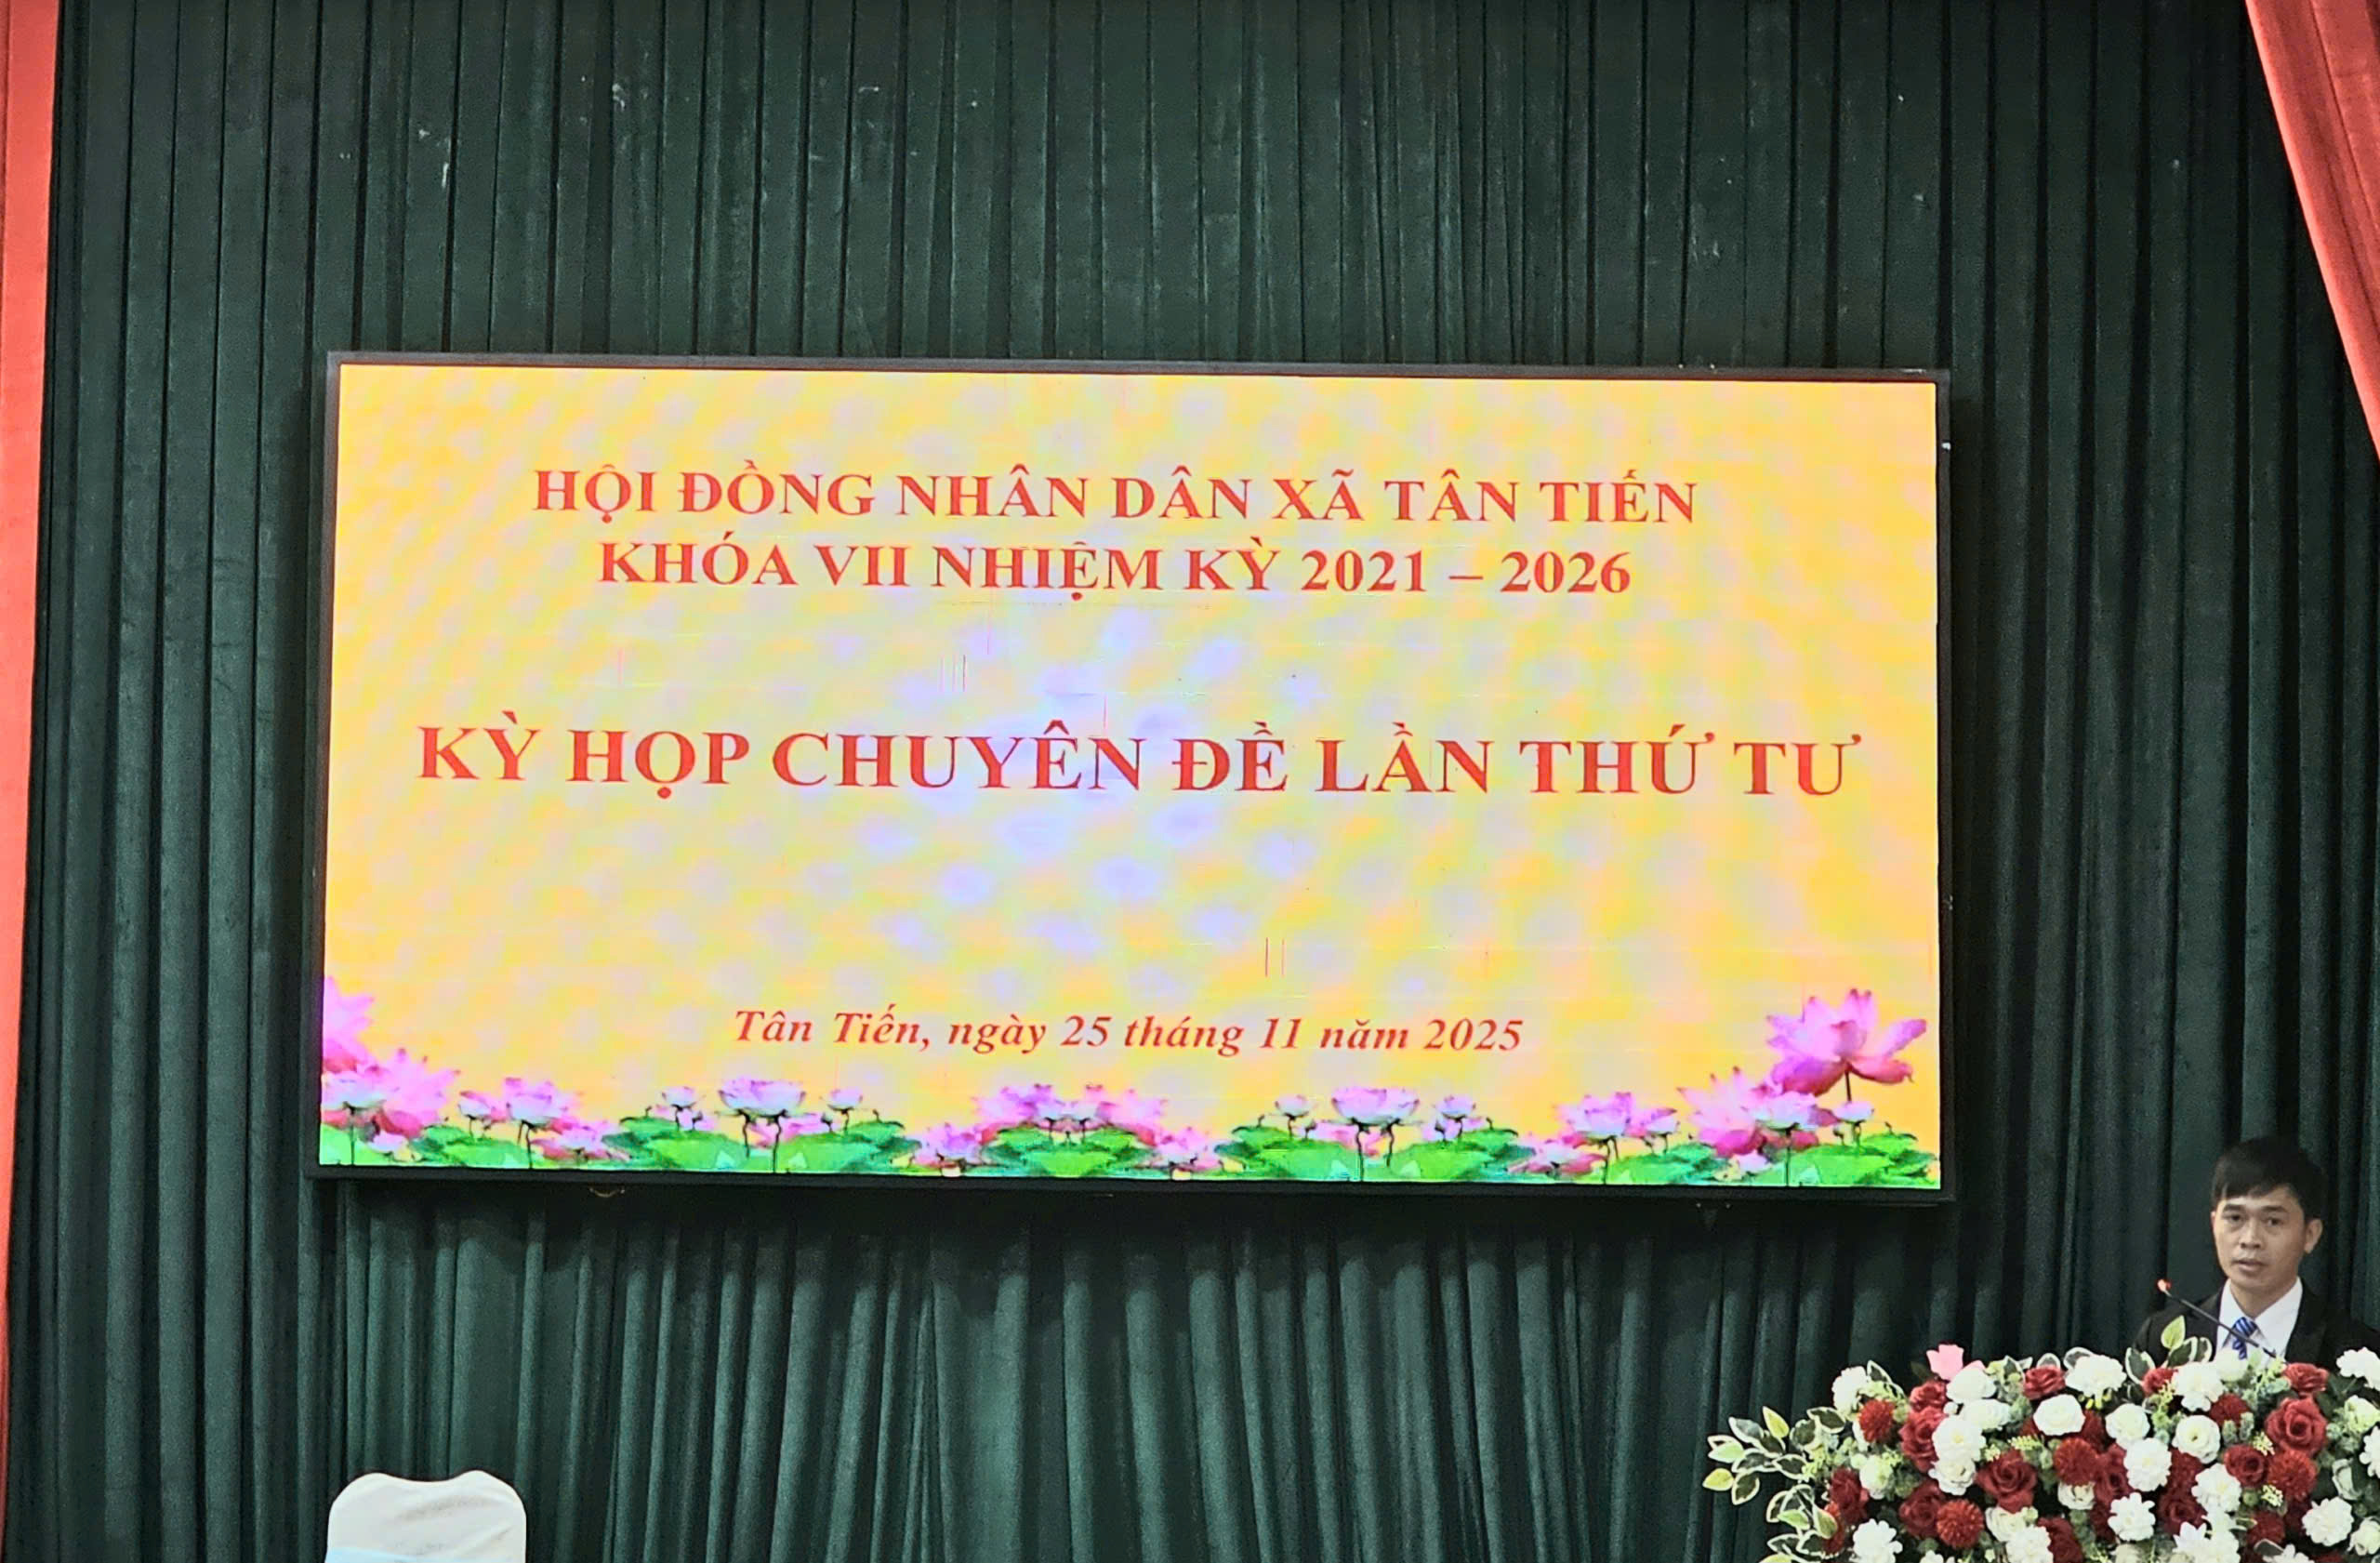 HỘI ĐỒNG NHÂN DÂN XÃ TÂN TIẾN
KHÓA VII NHIỆM KỲ 2021 – 2026
KỲ HỌP CHUYÊN ĐỀ LẦN THỨ TƯ
Tân Tiến, ngày 25 tháng 11 năm 2025